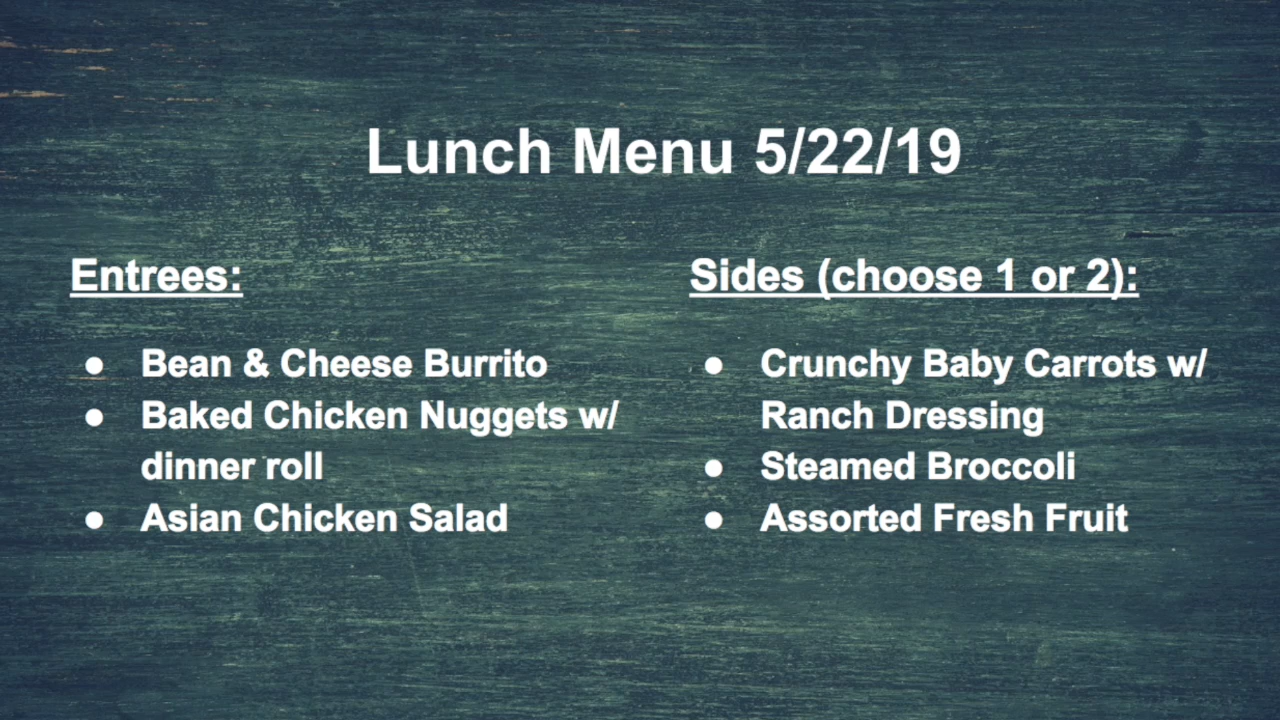 Lunch Menu 5/22/19
Entrees:
● Bean & Cheese Burrito
● Baked Chicken Nuggets w/
dinner roll
● Asian Chicken Salad
Sides (choose 1 or 2):
● Crunchy Baby Carrots w/
Ranch Dressing
● Steamed Broccoli
● Assorted Fresh Fruit